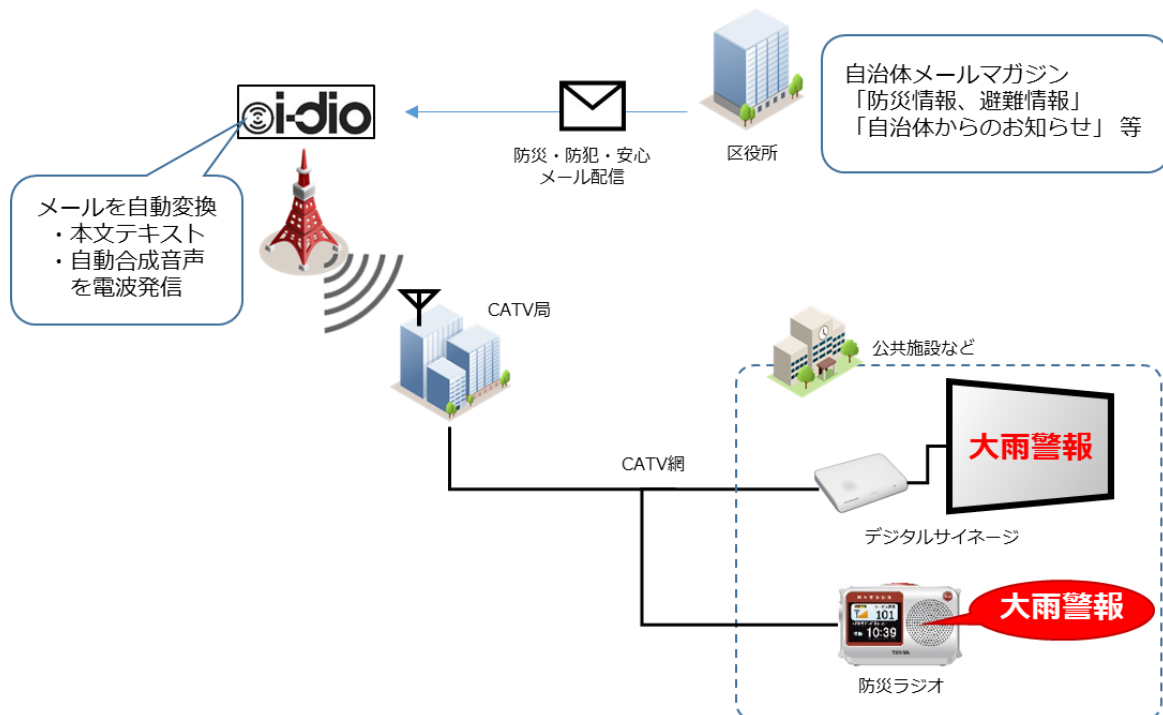 自治体メールマガジン
「防災情報、避難情報」
「自治体からのお知らせ」 等
i-dio
防災・防犯・安心
メール配信
区役所
メールを自動変換
・本文テキスト
・自動合成音声
を電波発信
CATV局
公共施設など
CATV網
大雨警報
デジタルサイネージ
101
10:39
大雨警報
防災ラジオ